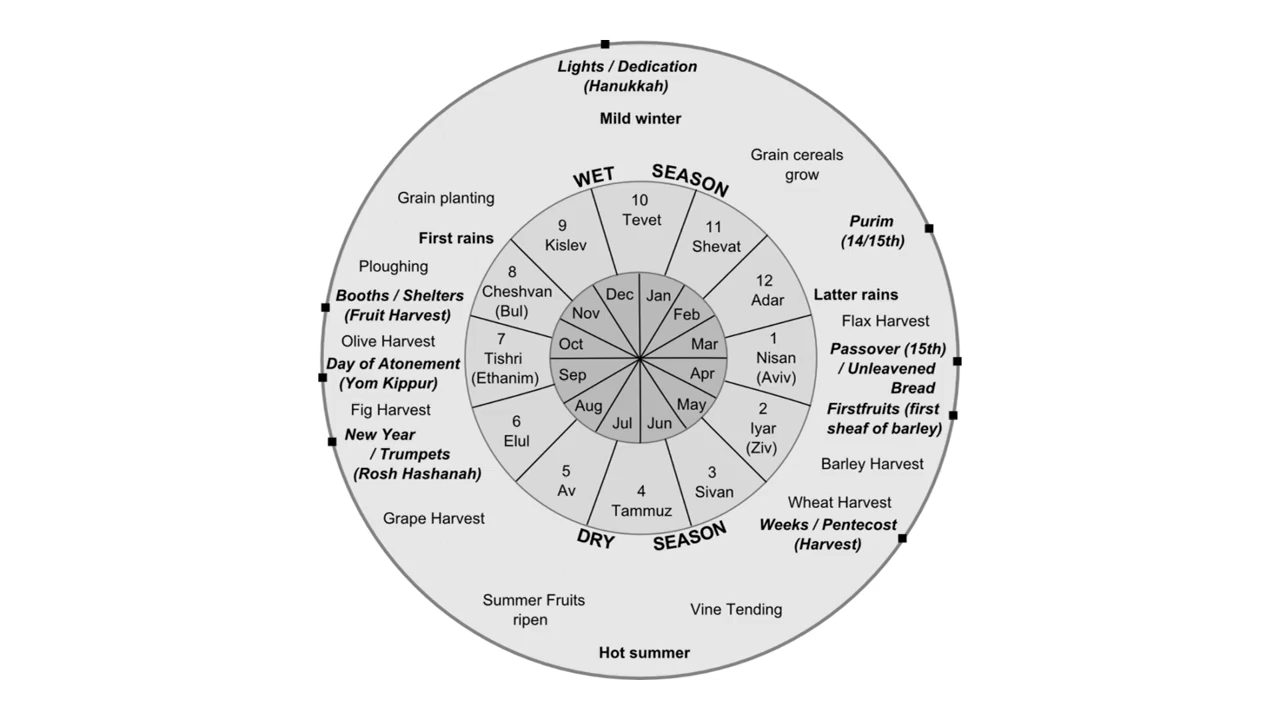 Lights / Dedication
(Hanukkah)
Mild winter
Grain cereals
grow
WET SEASON
Grain planting
First rains
Ploughing
Booths / Shelters
(Fruit Harvest)
Olive Harvest
Day of Atonement
(Yom Kippur)
Fig Harvest
New Year
/ Trumpets
(Rosh Hashanah)
Grape Harvest
Summer Fruits
ripen
Hot summer
Vine Tending
DRY SEASON
Purim
(14/15th)
Latter rains
Flax Harvest
Passover (15th)
/ Unleavened
Bread
Firstfruits (first
sheaf of barley)
Barley Harvest
Wheat Harvest
Weeks / Pentecost
(Harvest)
10
Tevet
11
Shevat
12
Adar
1
Nisan
(Aviv)
2
Iyar
(Ziv)
3
Sivan
4
Tammuz
5
Av
6
Elul
7
Tishri
(Ethanim)
8
Cheshvan
(Bul)
9
Kislev
Jan
Feb
Mar
Apr
May
Jun
Jul
Aug
Sep
Oct
Nov
Dec